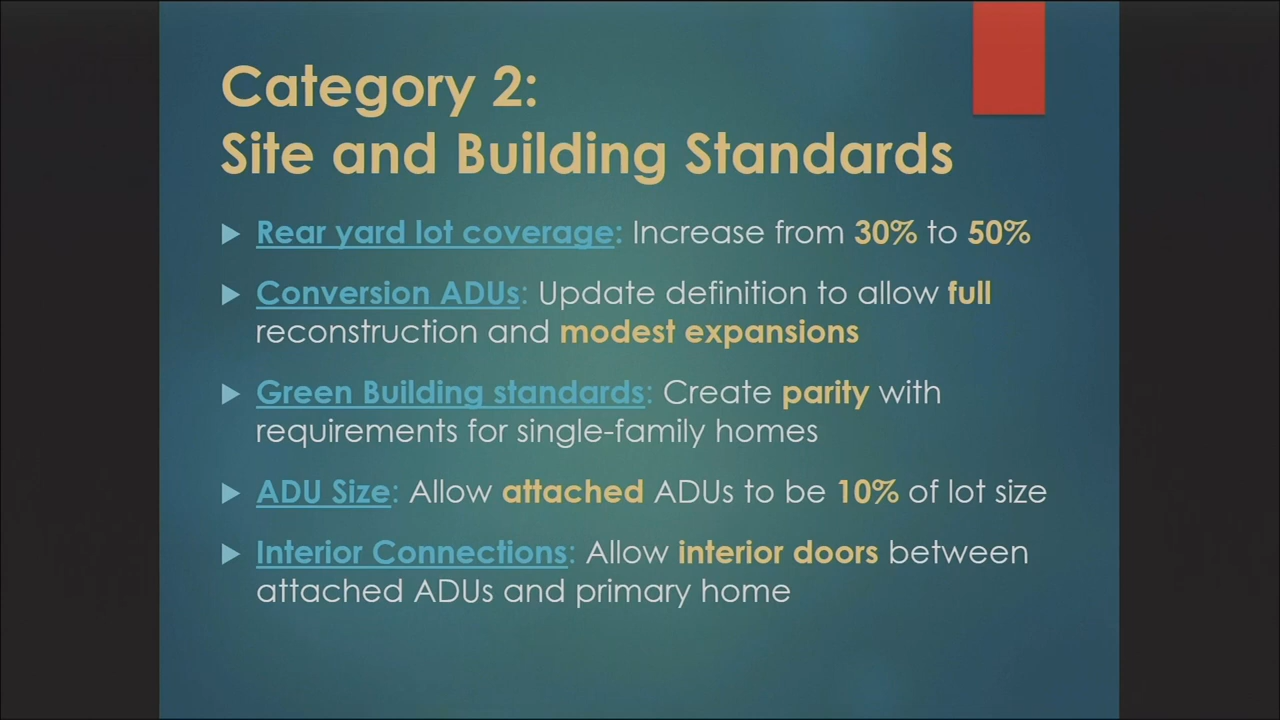 Category 2:
Site and Building Standards
Rear yard lot coverage: Increase from 30% to 50%
Conversion ADUs: Update definition to allow full
reconstruction and modest expansions
Green Building standards: Create parity with
requirements for single-family homes
ADU Size: Allow attached ADUs to be 10% of lot size
Interior Connections: Allow interior doors between
attached ADUs and primary home